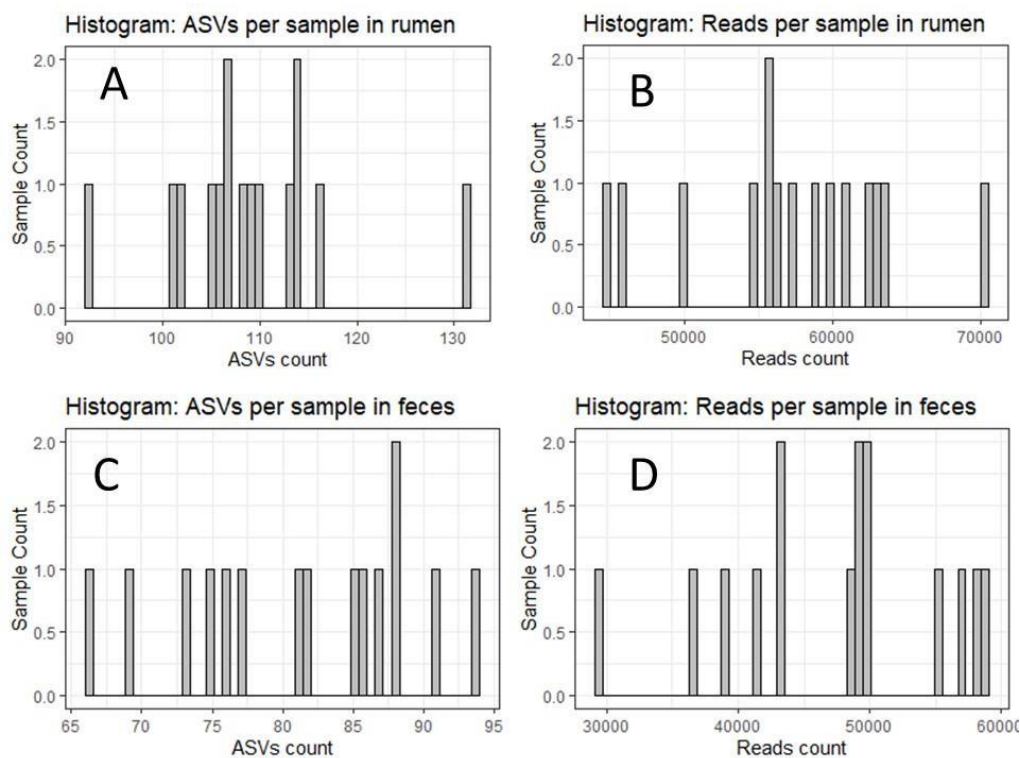 Histogram: ASVs per sample in rumen
A
2.0
1.5
1.0
0.5
0.0
Sample Count
90 100 110 120 130
ASVs count
Histogram: Reads per sample in rumen
B
2.0
1.5
1.0
0.5
0.0
Sample Count
50000 60000 70000
Reads count
Histogram: ASVs per sample in feces
C
2.0
1.5
1.0
0.5
0.0
Sample Count
65 70 75 80 85 90 95
ASVs count
Histogram: Reads per sample in feces
D
2.0
1.5
1.0
0.5
0.0
Sample Count
30000 40000 50000 60000
Reads count